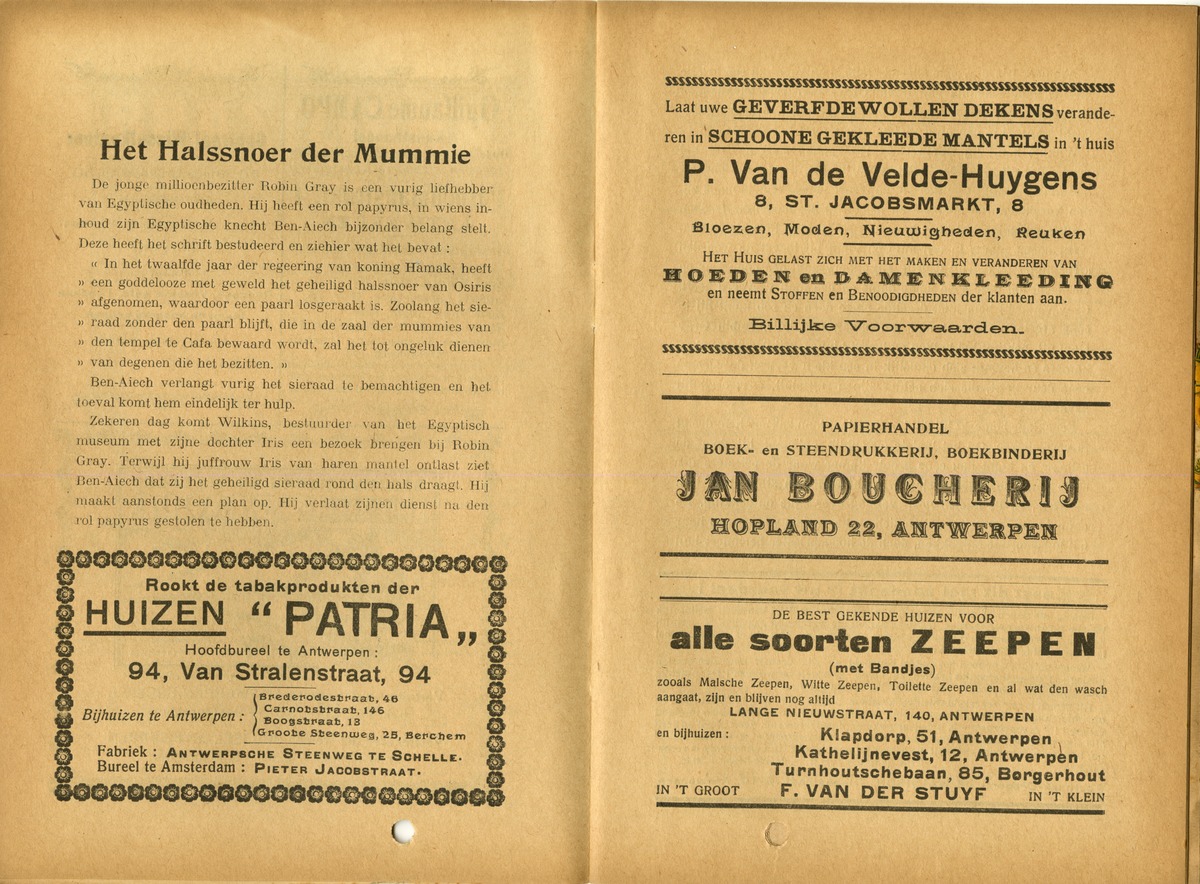 Het Halssnoer der Mummie
De jonge millioenbezitter Robin Gray is een vurig liefhebber
van Egyptische oudheden. Hij heeft een rol papyrus, in wiens in-
houd zijn Egyptische knecht Ben-Aiech bijzonder belang stelt.
Deze heeft het schrift bestudeerd en ziehier wat het bevat :
« In het twaalfde jaar der regeering van koning Hamak, heeft
» een goddelooze met geweld het geheiligd halssnoer van Osiris
» afgenomen, waardoor een paarl losgeraakt is. Zoolang het sie-
» raad zonder den paarl blijft, die in de zaal der mummies van
» den tempel te Cafa bewaard wordt, zal het tot ongeluk dienen
» van degenen die het bezitten. »
Ben-Aiech verlangt vurig het sieraad te bemachtigen en het
toeval komt hem eindelijk ter hulp.
Zekeren dag komt Wilkins, bestuurder van het Egyptisch
museum met zijne dochter Iris een bezoek brengen bij Robin
Gray. Terwijl hij juffrouw Iris van haren mantel ontlast ziet
Ben-Aiech dat zij het geheiligd sieraad rond den hals draagt. Hij
maakt aanstonds een plan op. Hij verlaat zijnen dienst na den
rol papyrus gestolen te hebben.
Rookt de tabakprodukten der
HUIZEN “ PATRIA „
Hoofdbureel te Antwerpen :
94, Van Stralenstraat, 94
Bijhuizen te Antwerpen :
Brederodestraat, 46
Carnotstraat, 146
Boogstraat, 13
Groote Steenweg, 25, Berchem
Fabriek : ANTWERPSCHE STEENWEG TE SCHELLE.
Bureel te Amsterdam : PIETER JACOBSTRAAT.
Laat uwe GEVERFDE WOLLEN DEKENS verande-
ren in SCHOONE GEKLEEDE MANTELS in 't huis
P. Van de Velde-Huygens
8, ST. JACOBSMARKT, 8
Bloezen, Moden, Nieuwigheden, Reuken
HET HUIS GELAST ZICH MET HET MAKEN EN VERANDEREN VAN
HOEDEN en DAMENKLEEDING
en neemt STOFFEN en BENOODIGDHEDEN der klanten aan.
Billijke Voorwaarden.
PAPIERHANDEL
BOEK- en STEENDRUKKERIJ, BOEKBINDERIJ
JAN BOUCHERIJ
HOPLAND 22, ANTWERPEN
DE BEST GEKENDE HUIZEN VOOR
alle soorten ZEEPEN
(met Bandjes)
zooals Malsche Zeepen, Witte Zeepen, Toilette Zeepen en al wat den wasch
aangaat, zijn en blijven nog altijd
LANGE NIEUWSTRAAT, 140, ANTWERPEN
en bijhuizen : Klapdorp, 51, Antwerpen
Kathelijnevest, 12, Antwerpen
Turnhoutschebaan, 85, Borgerhout
IN 'T GROOT F. VAN DER STUYF IN 'T KLEIN